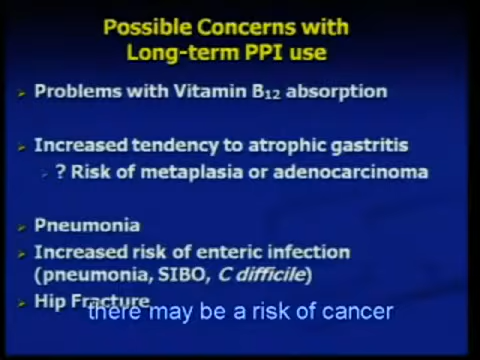 Possible Concerns with
Long-term PPI use
Problems with Vitamin B₁₂ absorption
Increased tendency to atrophic gastritis
? Risk of metaplasia or adenocarcinoma
Pneumonia
Increased risk of enteric infection
(pneumonia, SIBO, C difficile)
Hip Fracture
there may be a risk of cancer